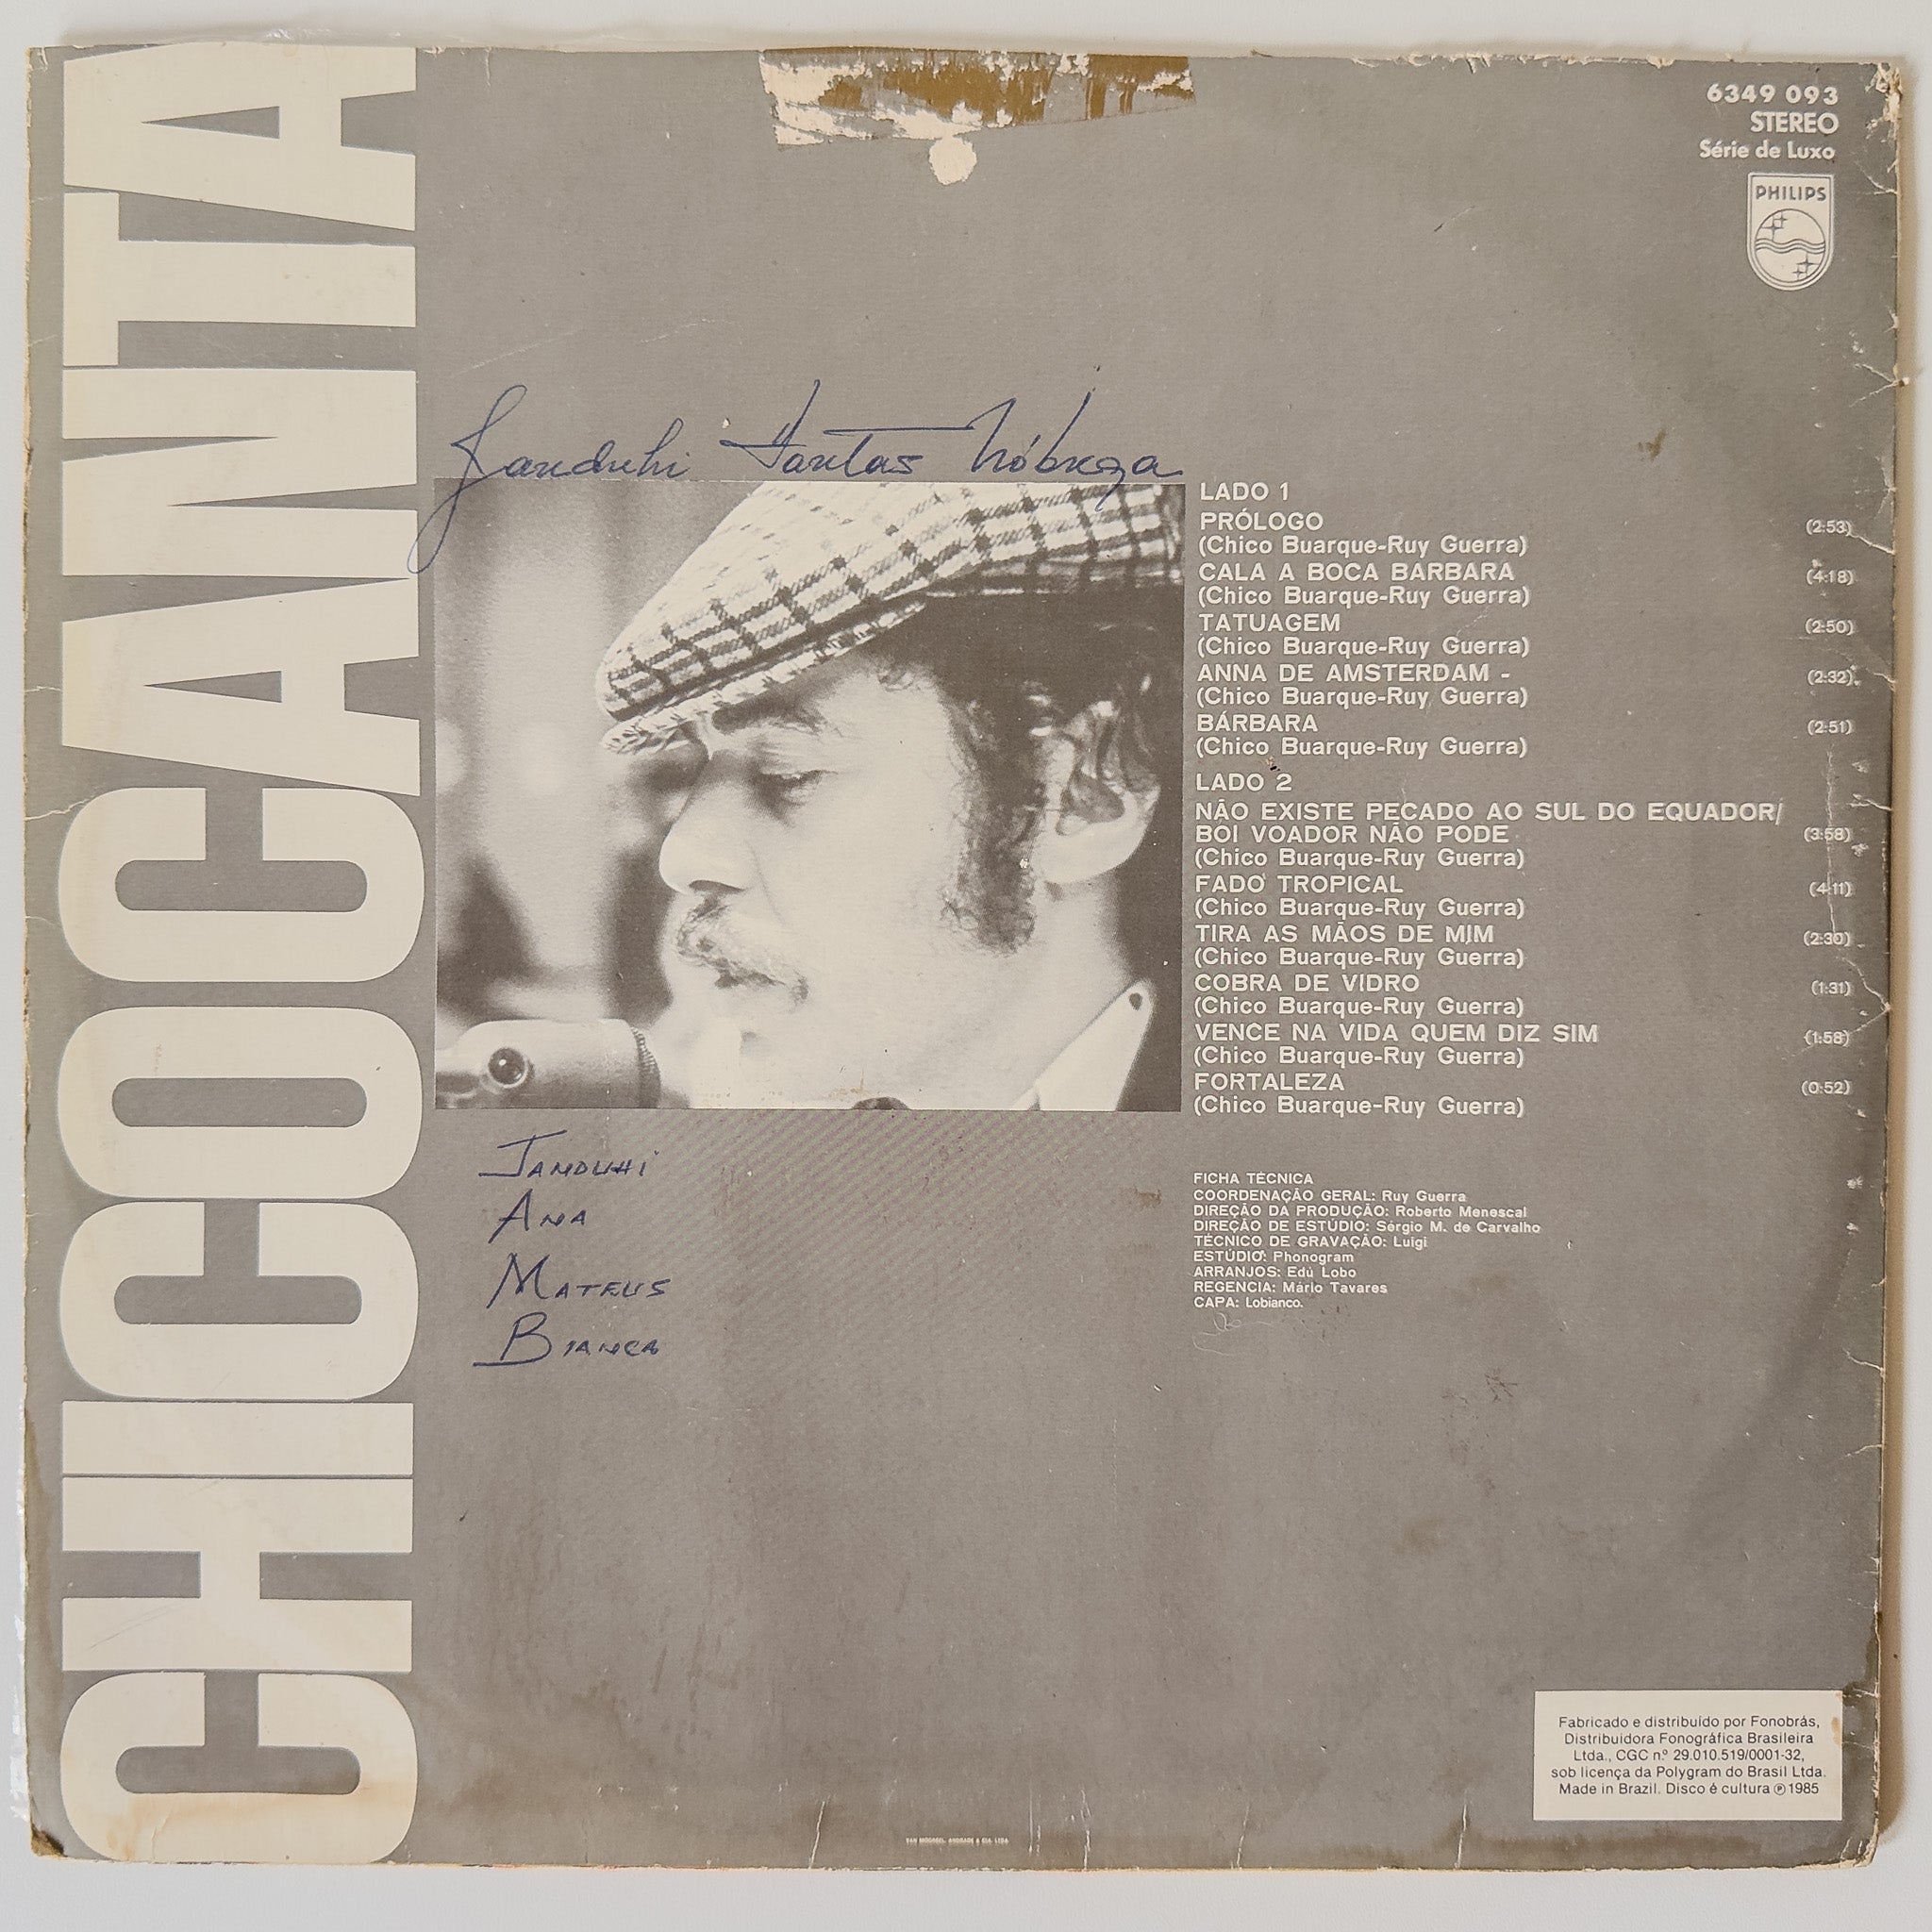 CHICOCANTA
6349 093
STEREO
Série de Luxo
PHILIPS
Janduhi Dantas Nóbrega
LADO 1
PRÓLOGO (2:53)
(Chico Buarque-Ruy Guerra)
CALA A BOCA BÁRBARA (4:18)
(Chico Buarque-Ruy Guerra)
TATUAGEM (2:50)
(Chico Buarque-Ruy Guerra)
ANNA DE AMSTERDAM - (2:32)
(Chico Buarque-Ruy Guerra)
BÁRBARA (2:51)
(Chico Buarque-Ruy Guerra)
LADO 2
NÃO EXISTE PECADO AO SUL DO EQUADOR/
BOI VOADOR NÃO PODE (3:58)
(Chico Buarque-Ruy Guerra)
FADO TROPICAL (4:11)
(Chico Buarque-Ruy Guerra)
TIRA AS MÃOS DE MIM (2:30)
(Chico Buarque-Ruy Guerra)
COBRA DE VIDRO (1:31)
(Chico Buarque-Ruy Guerra)
VENCE NA VIDA QUEM DIZ SIM (1:58)
(Chico Buarque-Ruy Guerra)
FORTALEZA (0:52)
(Chico Buarque-Ruy Guerra)
JANDUHI
ANA
MATEUS
BIANCA
FICHA TÉCNICA
COORDENAÇÃO GERAL: Ruy Guerra
DIREÇÃO DA PRODUÇÃO: Roberto Menescal
DIREÇÃO DE ESTÚDIO: Sérgio M. de Carvalho
TÉCNICO DE GRAVAÇÃO: Luigi
ESTÚDIO: Phonogram
ARRANJOS: Edú Lobo
REGENCIA: Mário Tavares
CAPA: Lobianco.
Fabricado e distribuído por Fonobrás,
Distribuidora Fonográfica Brasileira
Ltda., CGC n.º 29.010.519/0001-32,
sob licença da Polygram do Brasil Ltda.
Made in Brazil. Disco é cultura ℗ 1985